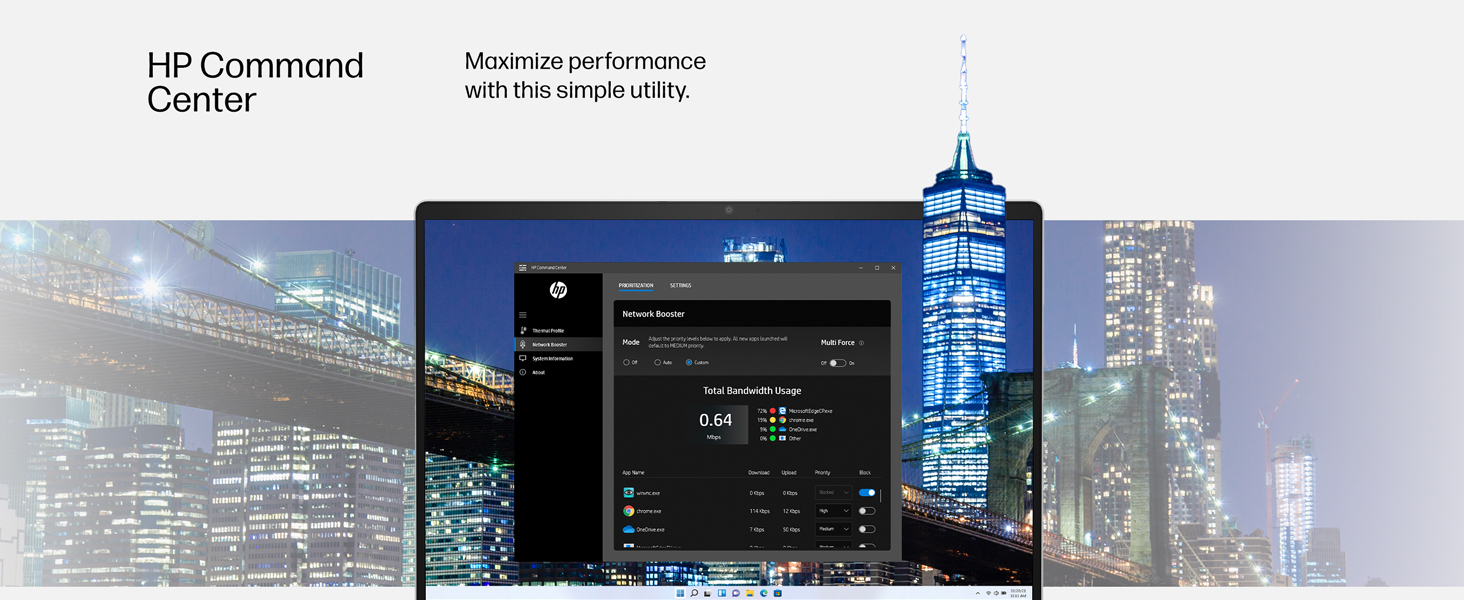 HP Command
Center
Maximize performance
with this simple utility.
HP Command Center
hp
Thermal Profile
Network Booster
System Information
About
PRIORITIZATION SETTINGS
Network Booster
Mode
Adjust the priority levels below to apply. All new apps launched will
default to MEDIUM priority.
Off Auto Custom
Multi Force
Off On
Total Bandwidth Usage
0.64
Mbps
72% MicrosoftEdgeCP.exe
19% chrome.exe
9% OneDrive.exe
0% Other
App Name Download Upload Priority Block
winvnc.exe 0 Kbps 0 Kbps Blocked
chrome.exe 114 Kbps 12 Kbps High
OneDrive.exe 7 Kbps 50 Kbps Medium